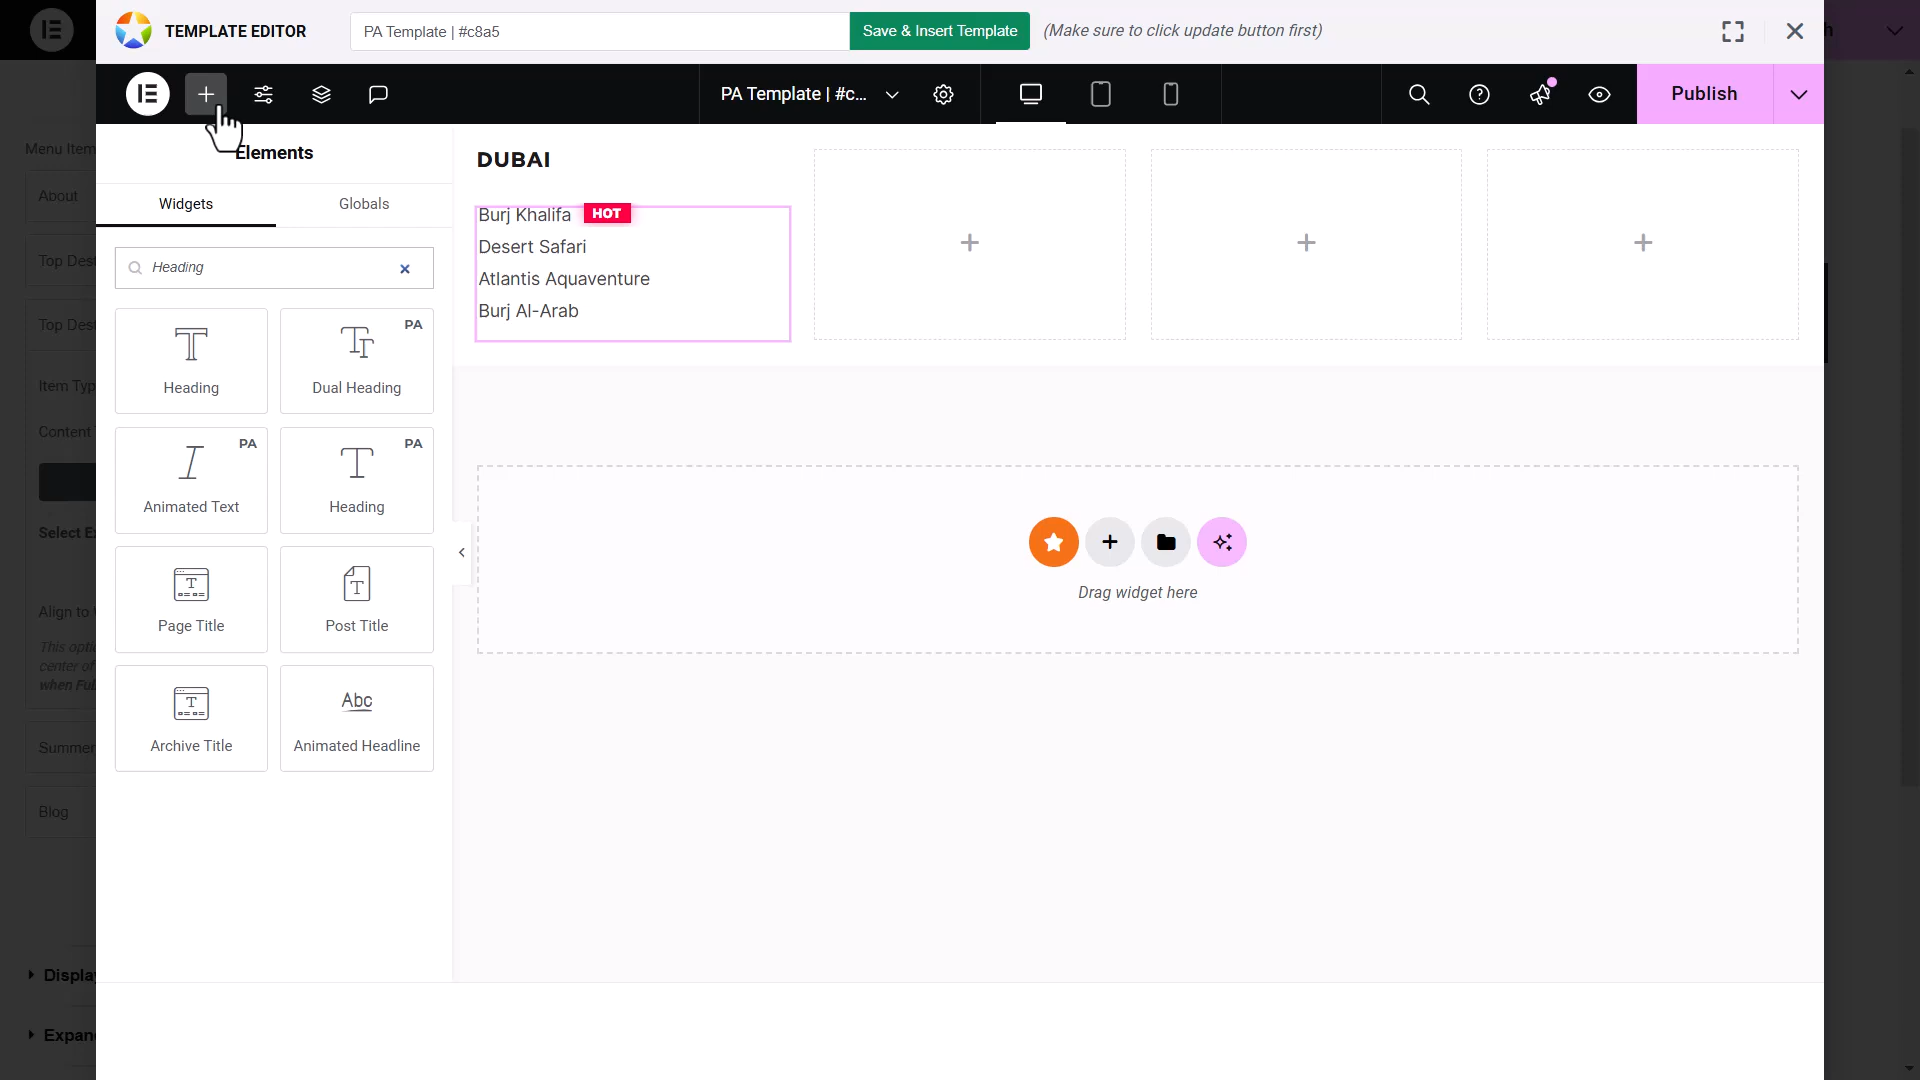 TEMPLATE EDITOR
PA Template | #c8a5
Save & Insert Template
(Make sure to click update button first)
PA Template | #c...
Publish
Elements
Widgets
Globals
Heading
Heading
PA
Dual Heading
PA
Animated Text
PA
Heading
Page Title
Post Title
Archive Title
Abc
Animated Headline
DUBAI
Burj Khalifa HOT
Desert Safari
Atlantis Aquaventure
Burj Al-Arab
Drag widget here
Menu Item
About
Top Des
Top Des
Item Typ
Content
Select E
Align to
This opti
center of
when Ful
Summer
Blog
Display
Expan